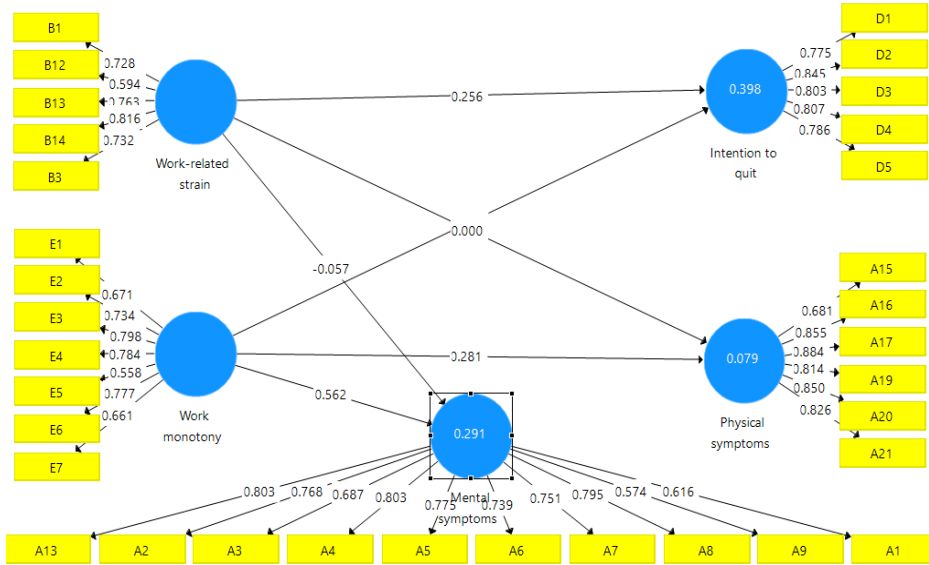 B1
B12
B13
B14
B3
0.728
0.594
0.763
0.816
0.732
Work-related
strain
0.256
0.398
Intention to
quit
D1
D2
D3
D4
D5
0.775
0.845
0.803
0.807
0.786
0.000
-0.057
E1
E2
E3
E4
E5
E6
E7
0.671
0.734
0.798
0.784
0.558
0.777
0.661
Work
monotony
0.281
0.562
0.079
Physical
symptoms
A15
A16
A17
A19
A20
A21
0.681
0.855
0.884
0.814
0.850
0.826
0.291
Mental
symptoms
0.803
0.768
0.687
0.803
0.775
0.739
0.751
0.795
0.574
0.616
A13
A2
A3
A4
A5
A6
A7
A8
A9
A1